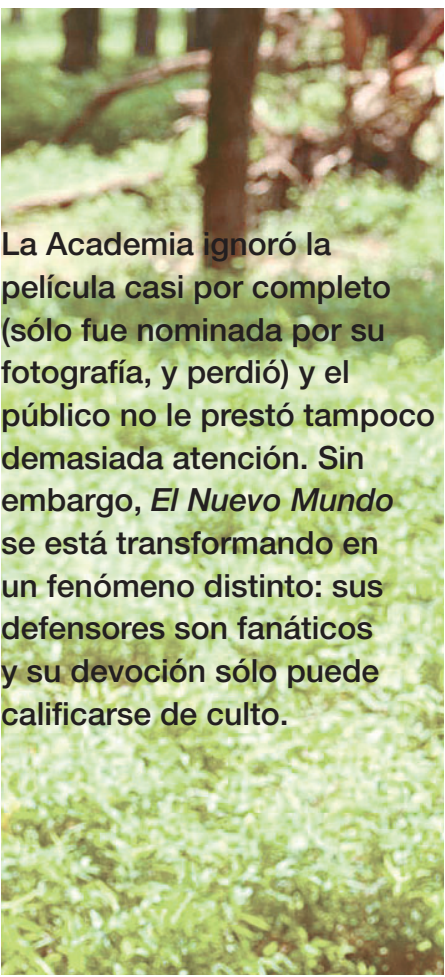 La Academia ignoró la
película casi por completo
(sólo fue nominada por su
fotografía, y perdió) y el
público no le prestó tampoco
demasiada atención. Sin
embargo, El Nuevo Mundo
se está transformando en
un fenómeno distinto: sus
defensores son fanáticos
y su devoción sólo puede
calificarse de culto.